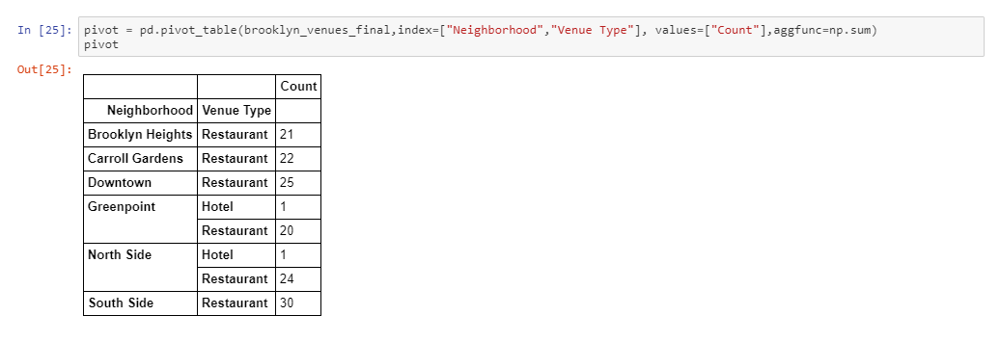 In [25]: pivot = pd.pivot_table(brooklyn_venues_final,index=["Neighborhood","Venue Type"], values=["Count"],aggfunc=np.sum)
pivot
Out[25]:
Count
Neighborhood Venue Type
Brooklyn Heights Restaurant 21
Carroll Gardens Restaurant 22
Downtown Restaurant 25
Greenpoint Hotel 1
Restaurant 20
North Side Hotel 1
Restaurant 24
South Side Restaurant 30